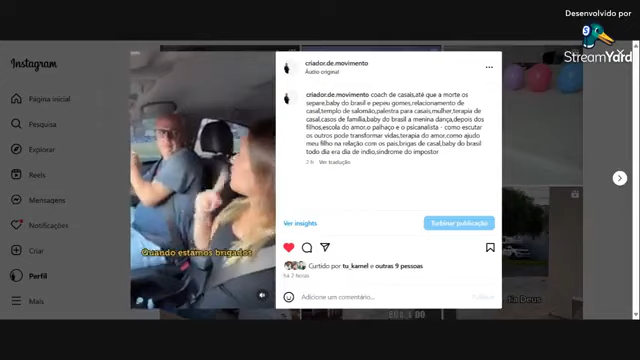 Desenvolvido por
StreamYard
Instagram
Página inicial
Pesquisa
Explorar
Reels
Mensagens
Notificações
Criar
Perfil
Mais
Quando estamos brigados
criador.de.movimento
Áudio original
criador.de.movimento coach de casais,até que a morte os
separe,baby do brasil e pepeu gomes,relacionamento de
casal,templo de salomão,palestra para casais,mulher,terapia de
casal,casos de família,baby do brasil a menina dança,depois dos
filhos,escola do amor,o palhaço e o psicanalista - como escutar
os outros pode transformar vidas,terapia do amor,como ajudo
meu filho na relação com os pais,brigas de casal,baby do brasil
todo dia era dia de indio,sindrome do impostor
2 h Ver tradução
Ver insights
Turbinar publicação
Curtido por tu_kamel e outras 9 pessoas
há 2 horas
Adicione um comentário...
Publicar
dia Deus